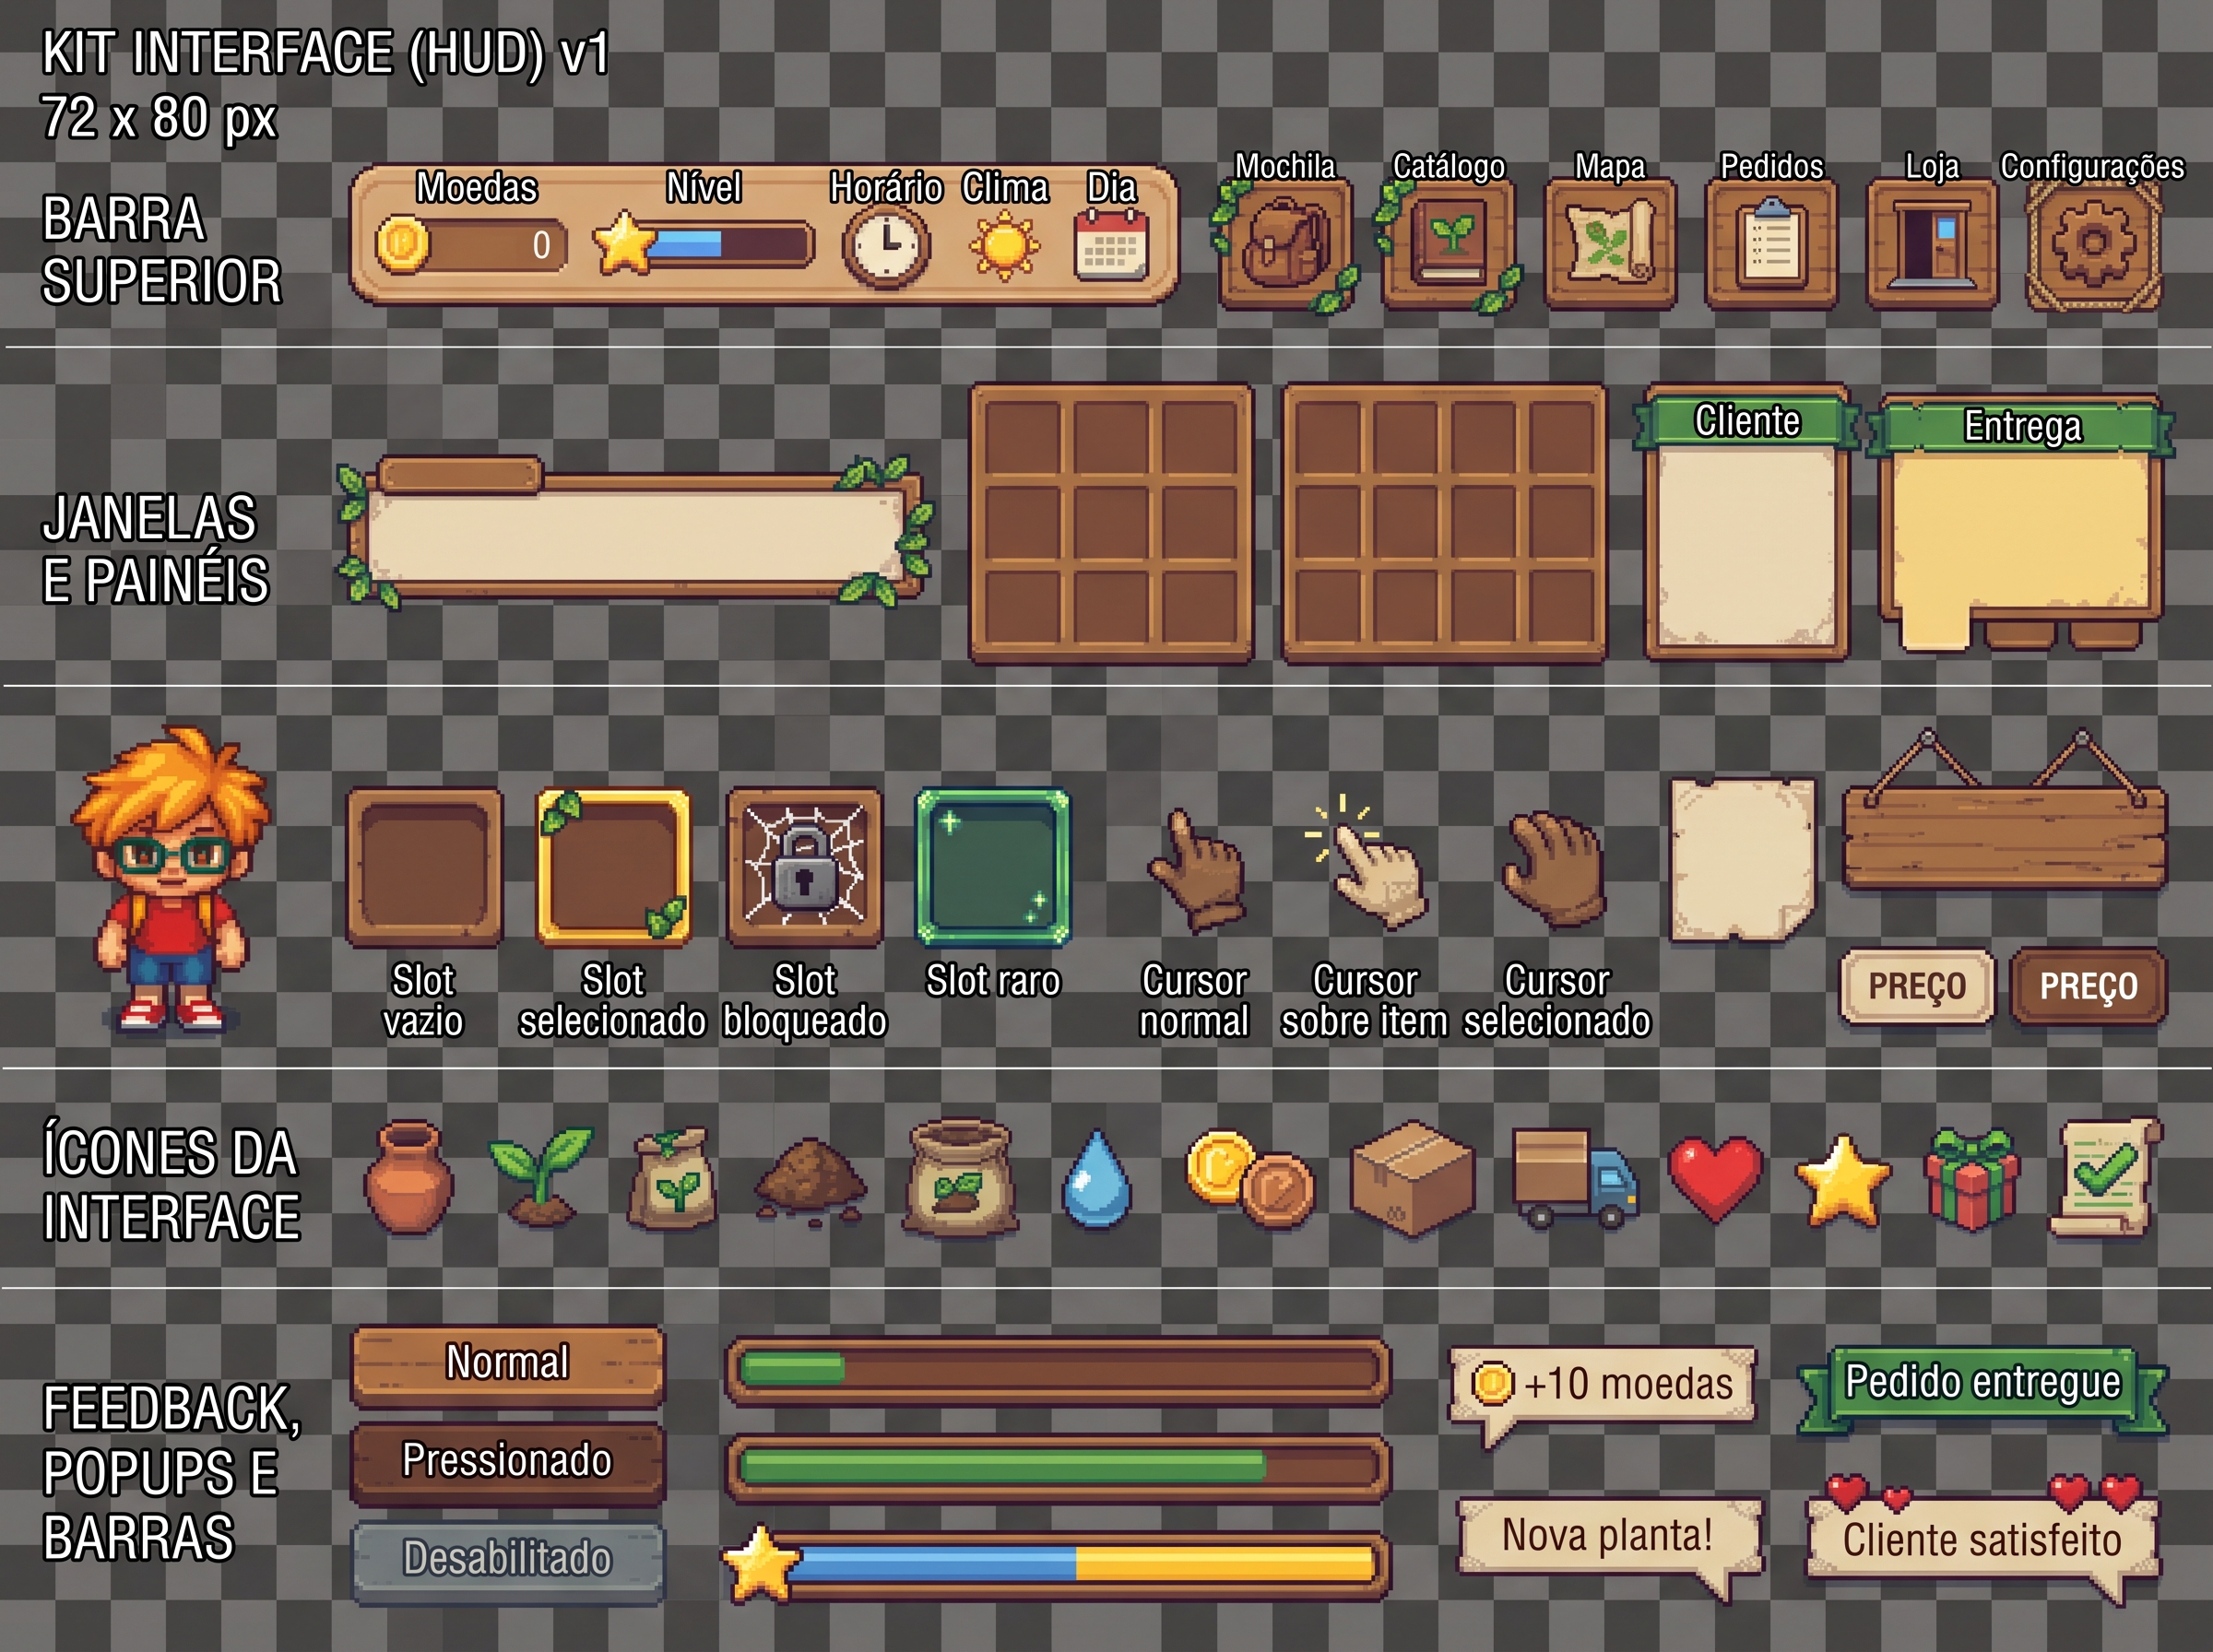 KIT INTERFACE (HUD) v1
72 x 80 px
BARRA
SUPERIOR
Moedas
Nível
Horário
Clima
Dia
0
Mochila
Catálogo
Mapa
Pedidos
Loja
Configurações
JANELAS
E PAINÉIS
Cliente
Entrega
Slot
vazio
Slot
selecionado
Slot
bloqueado
Slot raro
Cursor
normal
Cursor
sobre item
Cursor
selecionado
PREÇO
PREÇO
ÍCONES DA
INTERFACE
FEEDBACK,
POPUPS E
BARRAS
Normal
Pressionado
Desabilitado
+10 moedas
Pedido entregue
Nova planta!
Cliente satisfeito